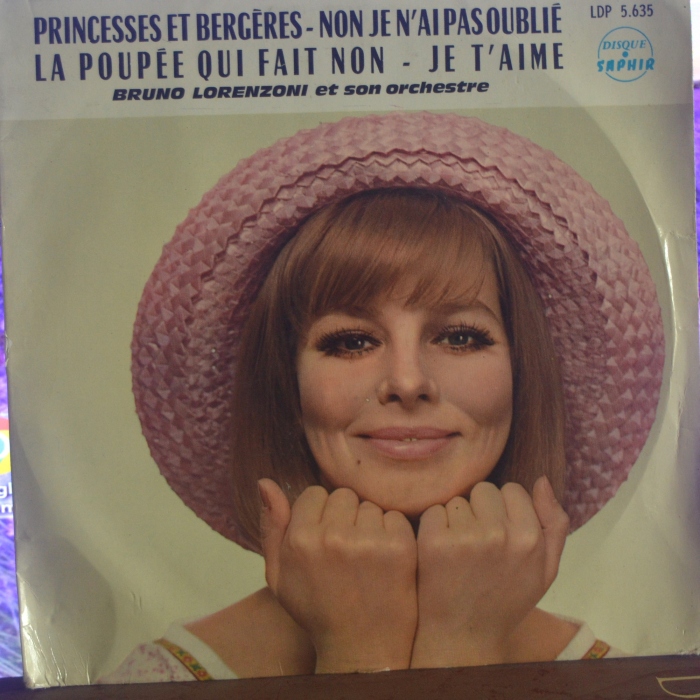 PRINCESSES ET BERGÈRES - NON JE N'AI PAS OUBLIÉ
LA POUPÉE QUI FAIT NON - JE T'AIME
BRUNO LORENZONI et son orchestre
LDP 5.635
DISQUE
SAPHIR